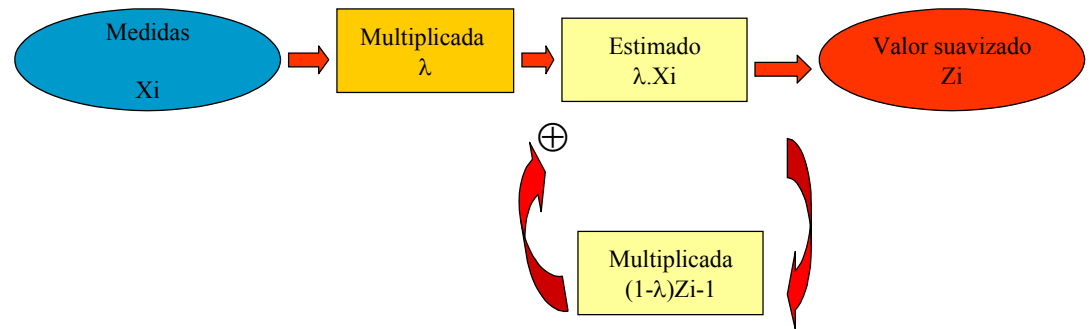 Medidas
Xi
Multiplicada
λ
Estimado
λ.Xi
Valor suavizado
Zi
⊕
Multiplicada
(1-λ)Zi-1